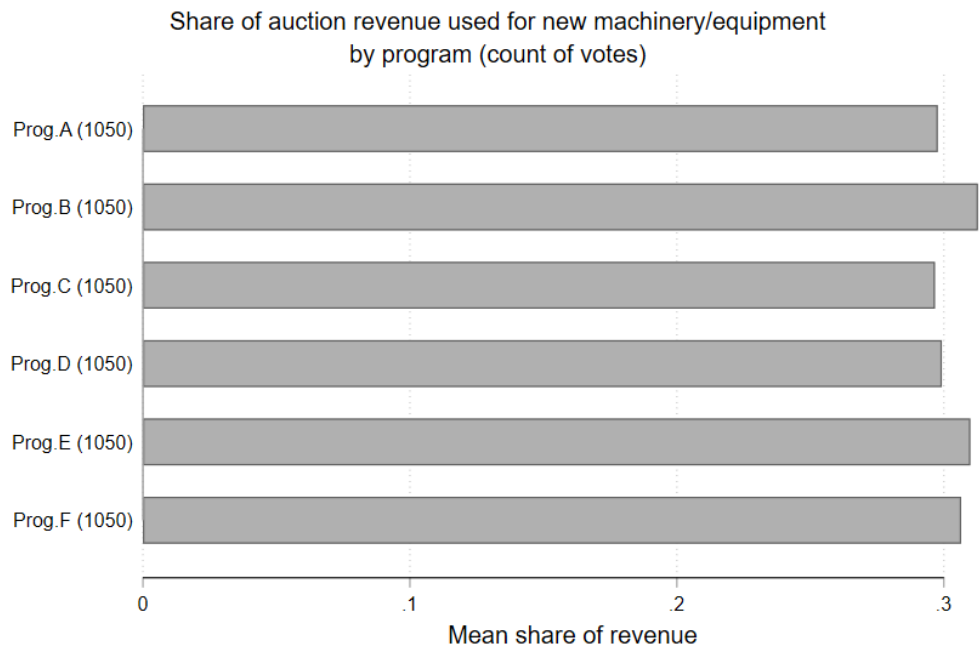 Share of auction revenue used for new machinery/equipment
by program (count of votes)
Prog.A (1050)
Prog.B (1050)
Prog.C (1050)
Prog.D (1050)
Prog.E (1050)
Prog.F (1050)
0 .1 .2 .3
Mean share of revenue